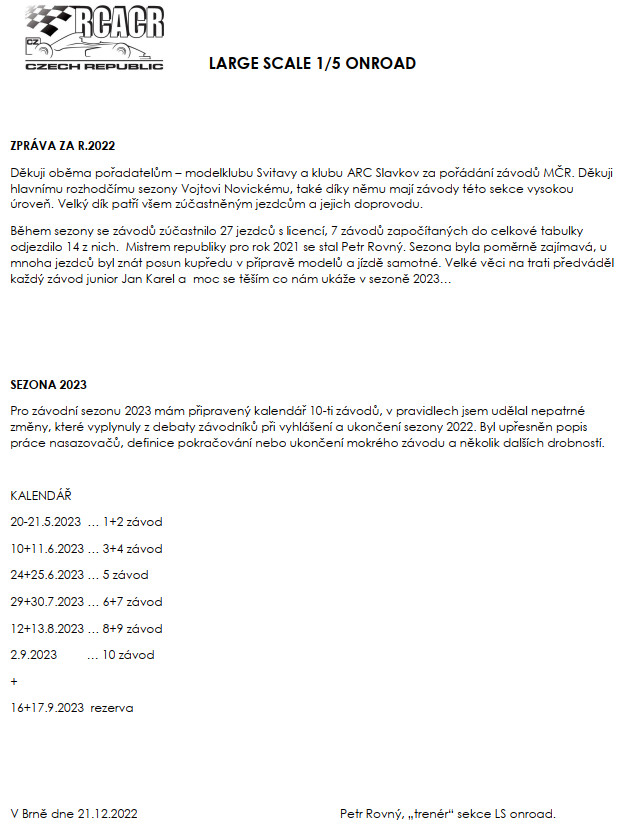 RCACR
CZ
CZECH REPUBLIC
LARGE SCALE 1/5 ONROAD
ZPRÁVA ZA R.2022
Děkuji oběma pořadatelům – modelklubu Svitavy a klubu ARC Slavkov za pořádání závodů MČR. Děkuji
hlavnímu rozhodčímu sezony Vojtovi Novickému, také díky němu mají závody této sekce vysokou
úroveň. Velký dík patří všem zúčastněným jezdcům a jejich doprovodu.
Během sezony se závodů zúčastnilo 27 jezdců s licencí, 7 závodů započítaných do celkové tabulky
odjezdilo 14 z nich.  Mistrem republiky pro rok 2021 se stal Petr Rovný. Sezona byla poměrně zajímavá, u
mnoha jezdců byl znát posun kupředu v přípravě modelů a jízdě samotné. Velké věci na trati předváděl
každý závod junior Jan Karel a  moc se těším co nám ukáže v sezoně 2023…
SEZONA 2023
Pro závodní sezonu 2023 mám připravený kalendář 10-ti závodů, v pravidlech jsem udělal nepatrné
změny, které vyplynuly z debaty závodníků při vyhlášení a ukončení sezony 2022. Byl upřesněn popis
práce nasazovačů, definice pokračování nebo ukončení mokrého závodu a několik dalších drobností.
KALENDÁŘ
20-21.5.2023  … 1+2 závod
10+11.6.2023 … 3+4 závod
24+25.6.2023 … 5 závod
29+30.7.2023 … 6+7 závod
12+13.8.2023 … 8+9 závod
2.9.2023 … 10 závod
+
16+17.9.2023  rezerva
V Brně dne 21.12.2022 Petr Rovný, „trenér“ sekce LS onroad.